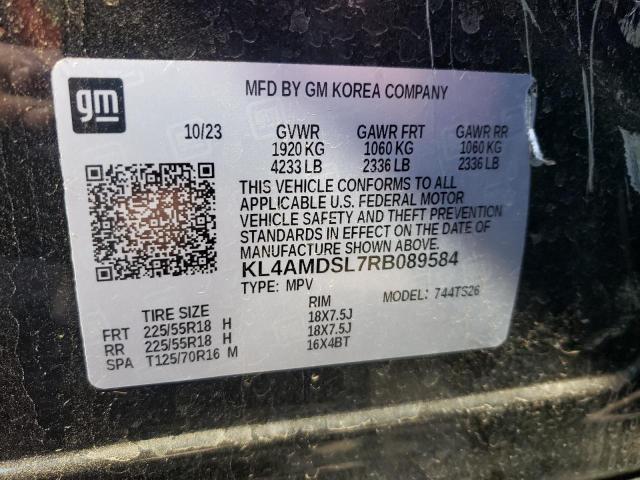 gm
MFD BY GM KOREA COMPANY
10/23 GVWR GAWR FRT GAWR RR
1920 KG 1060 KG 1060 KG
4233 LB 2336 LB 2336 LB
THIS VEHICLE CONFORMS TO ALL
APPLICABLE U.S. FEDERAL MOTOR
VEHICLE SAFETY AND THEFT PREVENTION
STANDARDS IN EFFECT ON THE DATE OF
MANUFACTURE SHOWN ABOVE.
KL4AMDSL7RB089584
TYPE: MPV MODEL: 744TS26
TIRE SIZE RIM
FRT 225/55R18 H 18X7.5J
RR 225/55R18 H 18X7.5J
SPA T125/70R16 M 16X4BT